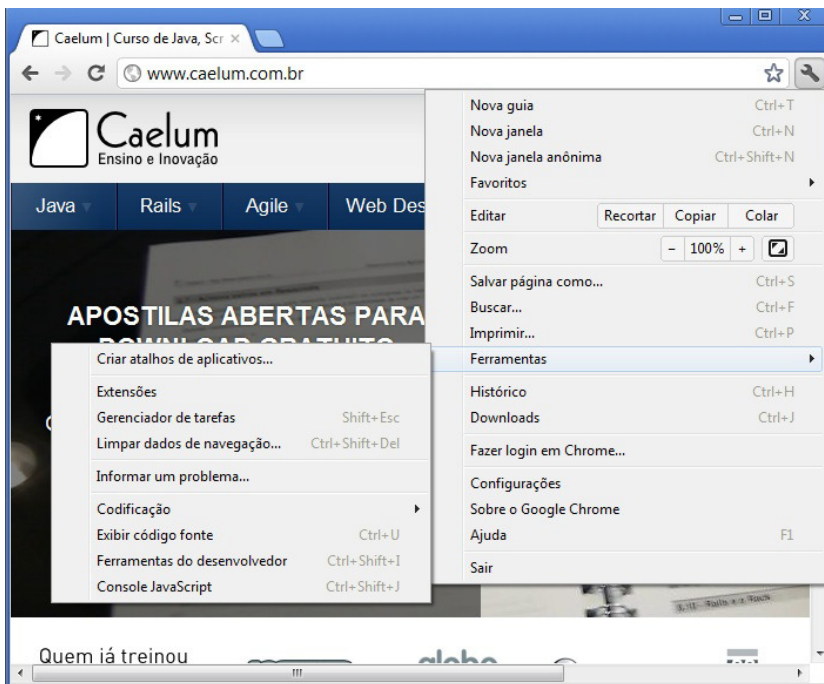 Caelum | Curso de Java, Scr
www.caelum.com.br
Caelum
Ensino e Inovação
Java Rails Agile Web Des
APOSTILAS ABERTAS PARA
Nova guia Ctrl+T
Nova janela Ctrl+N
Nova janela anônima Ctrl+Shift+N
Favoritos
Editar Recortar Copiar Colar
Zoom - 100% +
Salvar página como... Ctrl+S
Buscar... Ctrl+F
Imprimir... Ctrl+P
Ferramentas
Histórico Ctrl+H
Downloads Ctrl+J
Fazer login em Chrome...
Configurações
Sobre o Google Chrome
Ajuda F1
Sair
Criar atalhos de aplicativos...
Extensões
Gerenciador de tarefas Shift+Esc
Limpar dados de navegação... Ctrl+Shift+Del
Informar um problema...
Codificação
Exibir código fonte Ctrl+U
Ferramentas do desenvolvedor Ctrl+Shift+I
Console JavaScript Ctrl+Shift+J
Quem já treinou
globo